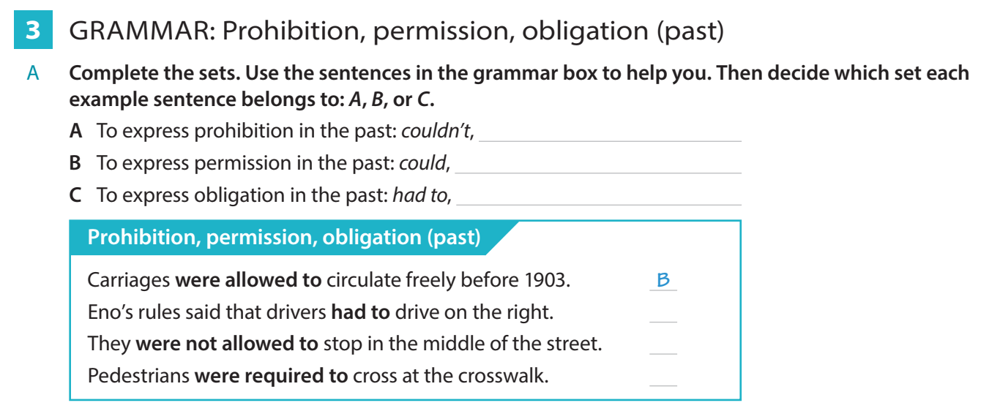 3 GRAMMAR: Prohibition, permission, obligation (past)
A Complete the sets. Use the sentences in the grammar box to help you. Then decide which set each
example sentence belongs to: A, B, or C.
A To express prohibition in the past: couldn't,
B To express permission in the past: could,
C To express obligation in the past: had to,
Prohibition, permission, obligation (past)
Carriages were allowed to circulate freely before 1903. B
Eno's rules said that drivers had to drive on the right.
They were not allowed to stop in the middle of the street.
Pedestrians were required to cross at the crosswalk.